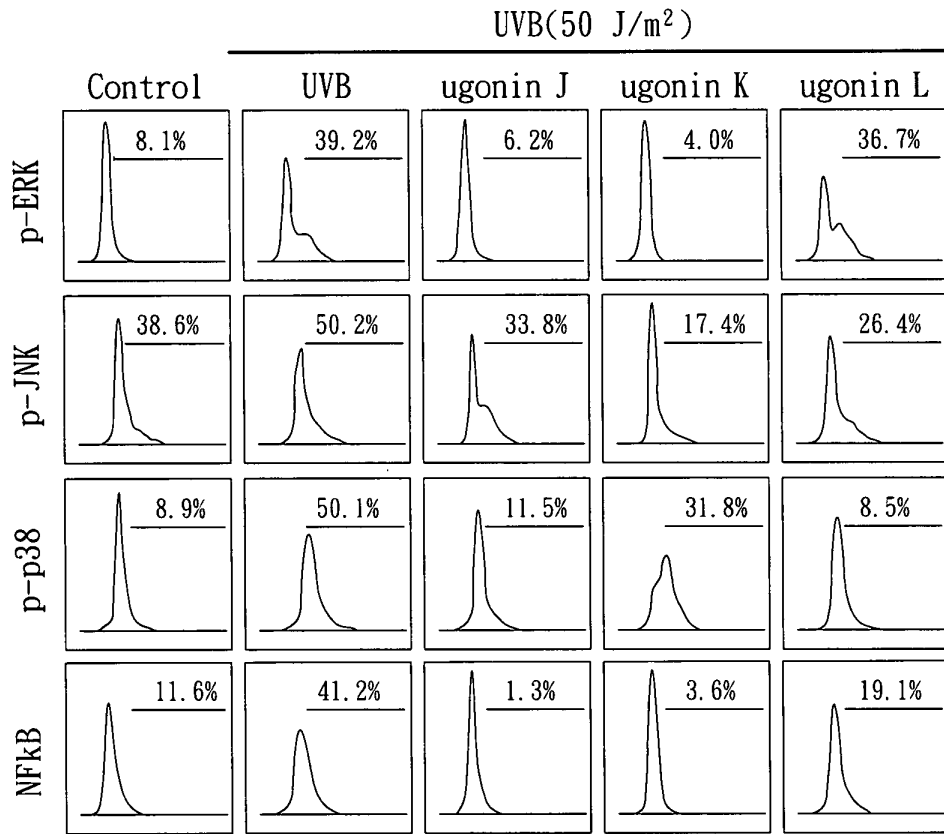 UVB(50 J/m²)
Control UVB ugonin J ugonin K ugonin L
p-ERK 8.1% 39.2% 6.2% 4.0% 36.7%
p-JNK 38.6% 50.2% 33.8% 17.4% 26.4%
p-p38 8.9% 50.1% 11.5% 31.8% 8.5%
NFkB 11.6% 41.2% 1.3% 3.6% 19.1%